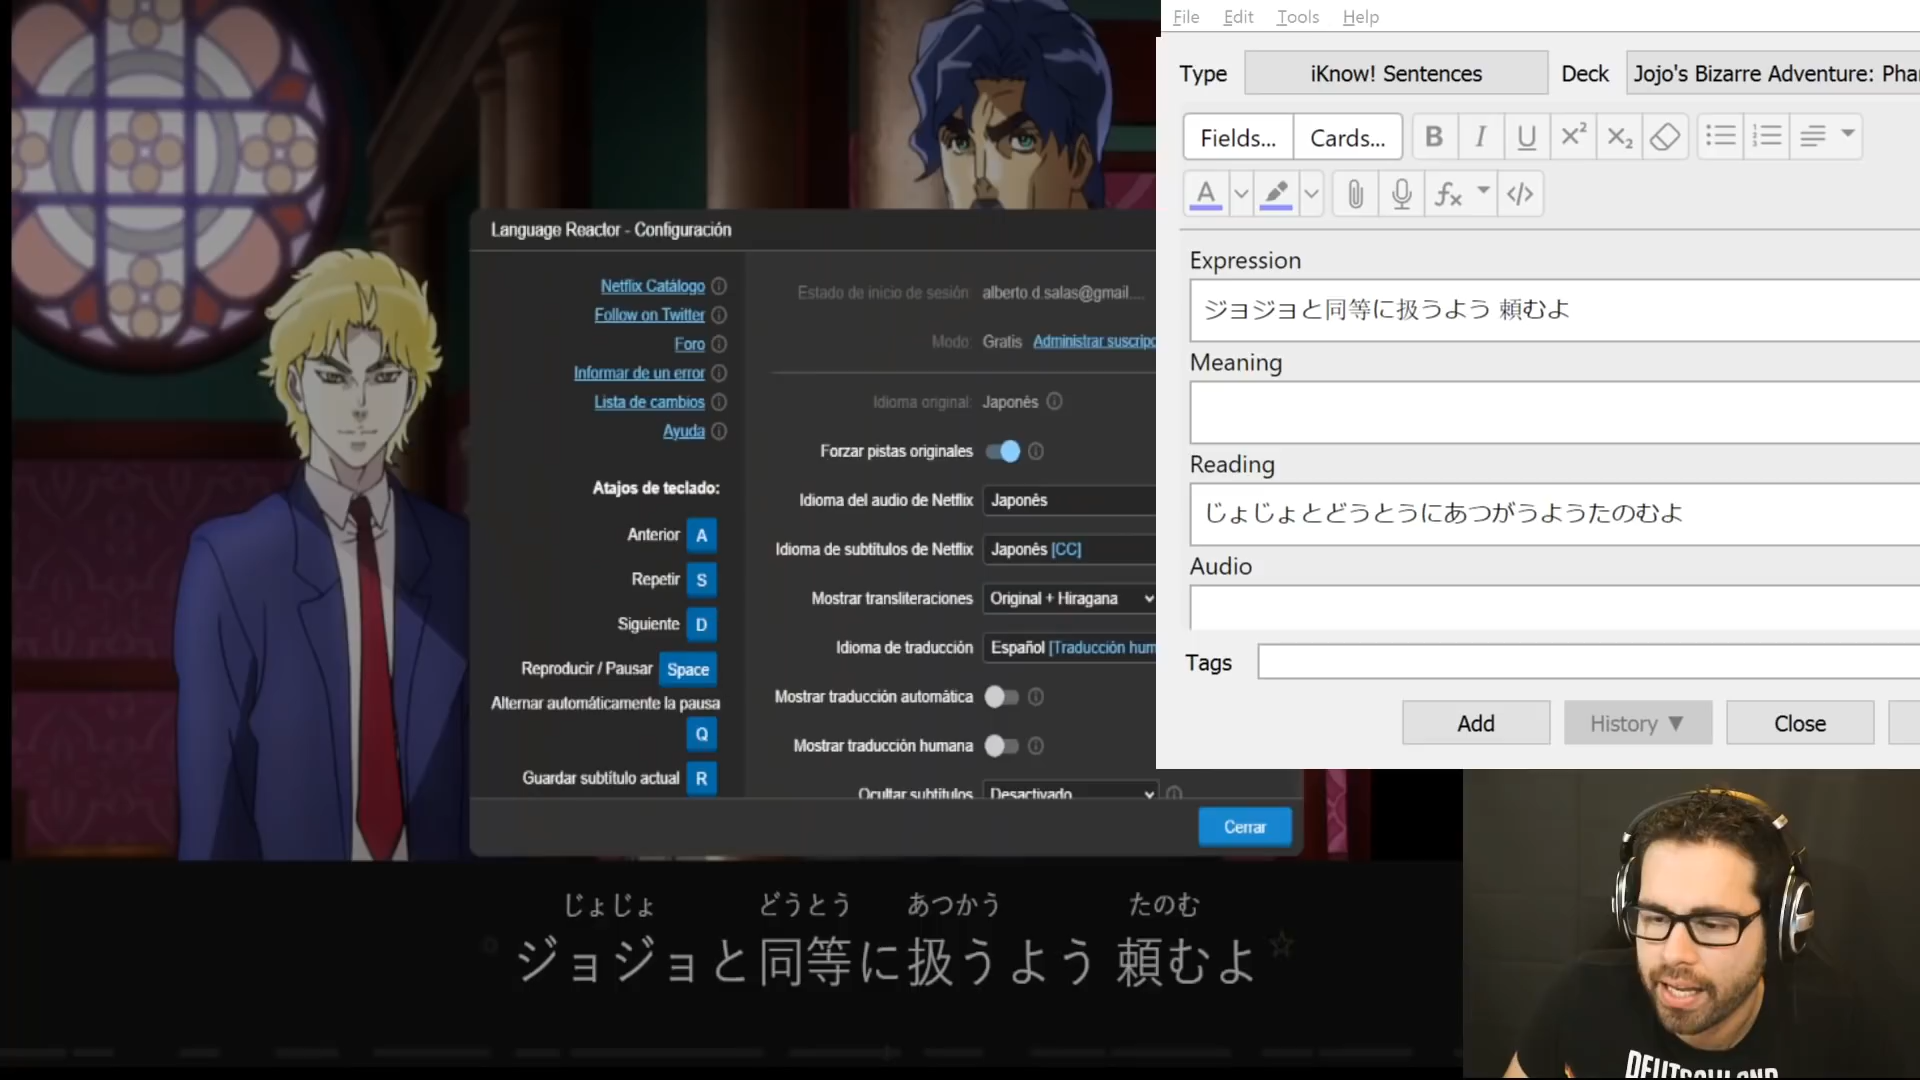 File Edit Tools Help
Type iKnow! Sentences Deck Jojo's Bizarre Adventure: Phan
Fields... Cards... B I U X² X₂
A fx </>
Expression
ジョジョと同等に扱うよう 頼むよ
Meaning
Reading
じょじょとどうとうにあつがうようたのむよ
Audio
Tags
Add History ▼ Close
Language Reactor - Configuración
Netflix Catálogo
Follow on Twitter
Foro
Informar de un error
Lista de cambios
Ayuda
Atajos de teclado:
Anterior A
Repetir S
Siguiente D
Reproducir / Pausar Space
Alternar automáticamente la pausa
Q
Guardar subtítulo actual R
Estado de inicio de sesión: alberto.d.salas@gmail....
Modo: Gratis Administrar suscripc
Idioma original: Japonés
Forzar pistas originales
Idioma del audio de Netflix Japonés
Idioma de subtítulos de Netflix Japonés [CC]
Mostrar transliteraciones Original + Hiragana
Idioma de traducción Español [Traducción hum
Mostrar traducción automática
Mostrar traducción humana
Ocultar subtítulos Desactivado
Cerrar
じょじょ どうとう あつかう たのむ
ジョジョと同等に扱うよう 頼むよ
DEUTSCHLAND